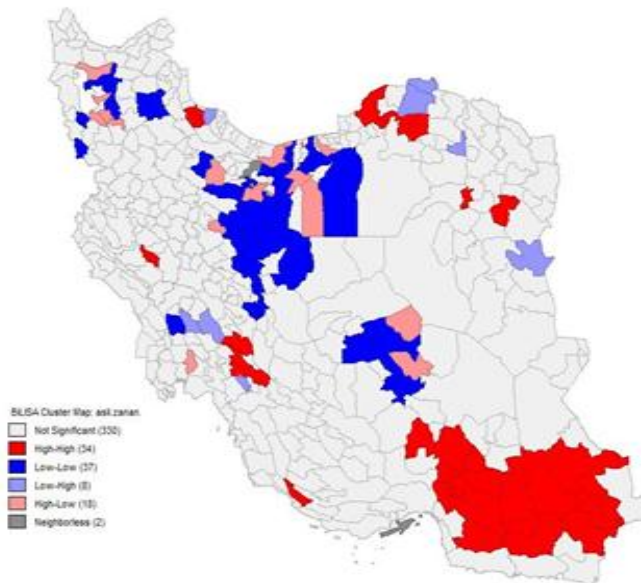 BiLISA Cluster Map: asli.zanan
Not Significant (330)
High-High (34)
Low-Low (37)
Low-High (8)
High-Low (18)
Neighborless (2)